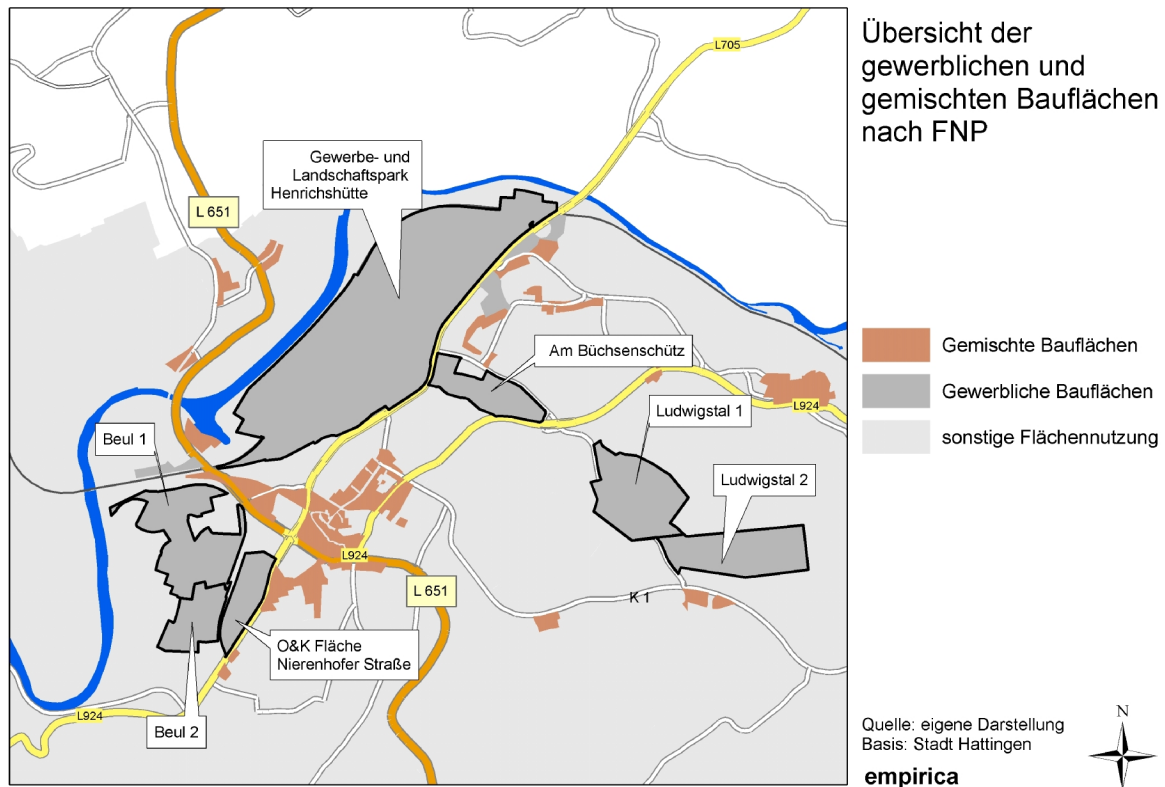 Übersicht der
gewerblichen und
gemischten Bauflächen
nach FNP
L705
Gewerbe- und
Landschaftspark
Henrichshütte
L 651
Am Büchsenschütz
Ludwigstal 1
L924
Beul 1
Ludwigstal 2
L924
L 651
K 1
O&K Fläche
Nierenhofer Straße
L924
Beul 2
Gemischte Bauflächen
Gewerbliche Bauflächen
sonstige Flächennutzung
Quelle: eigene Darstellung
Basis: Stadt Hattingen
empirica
N